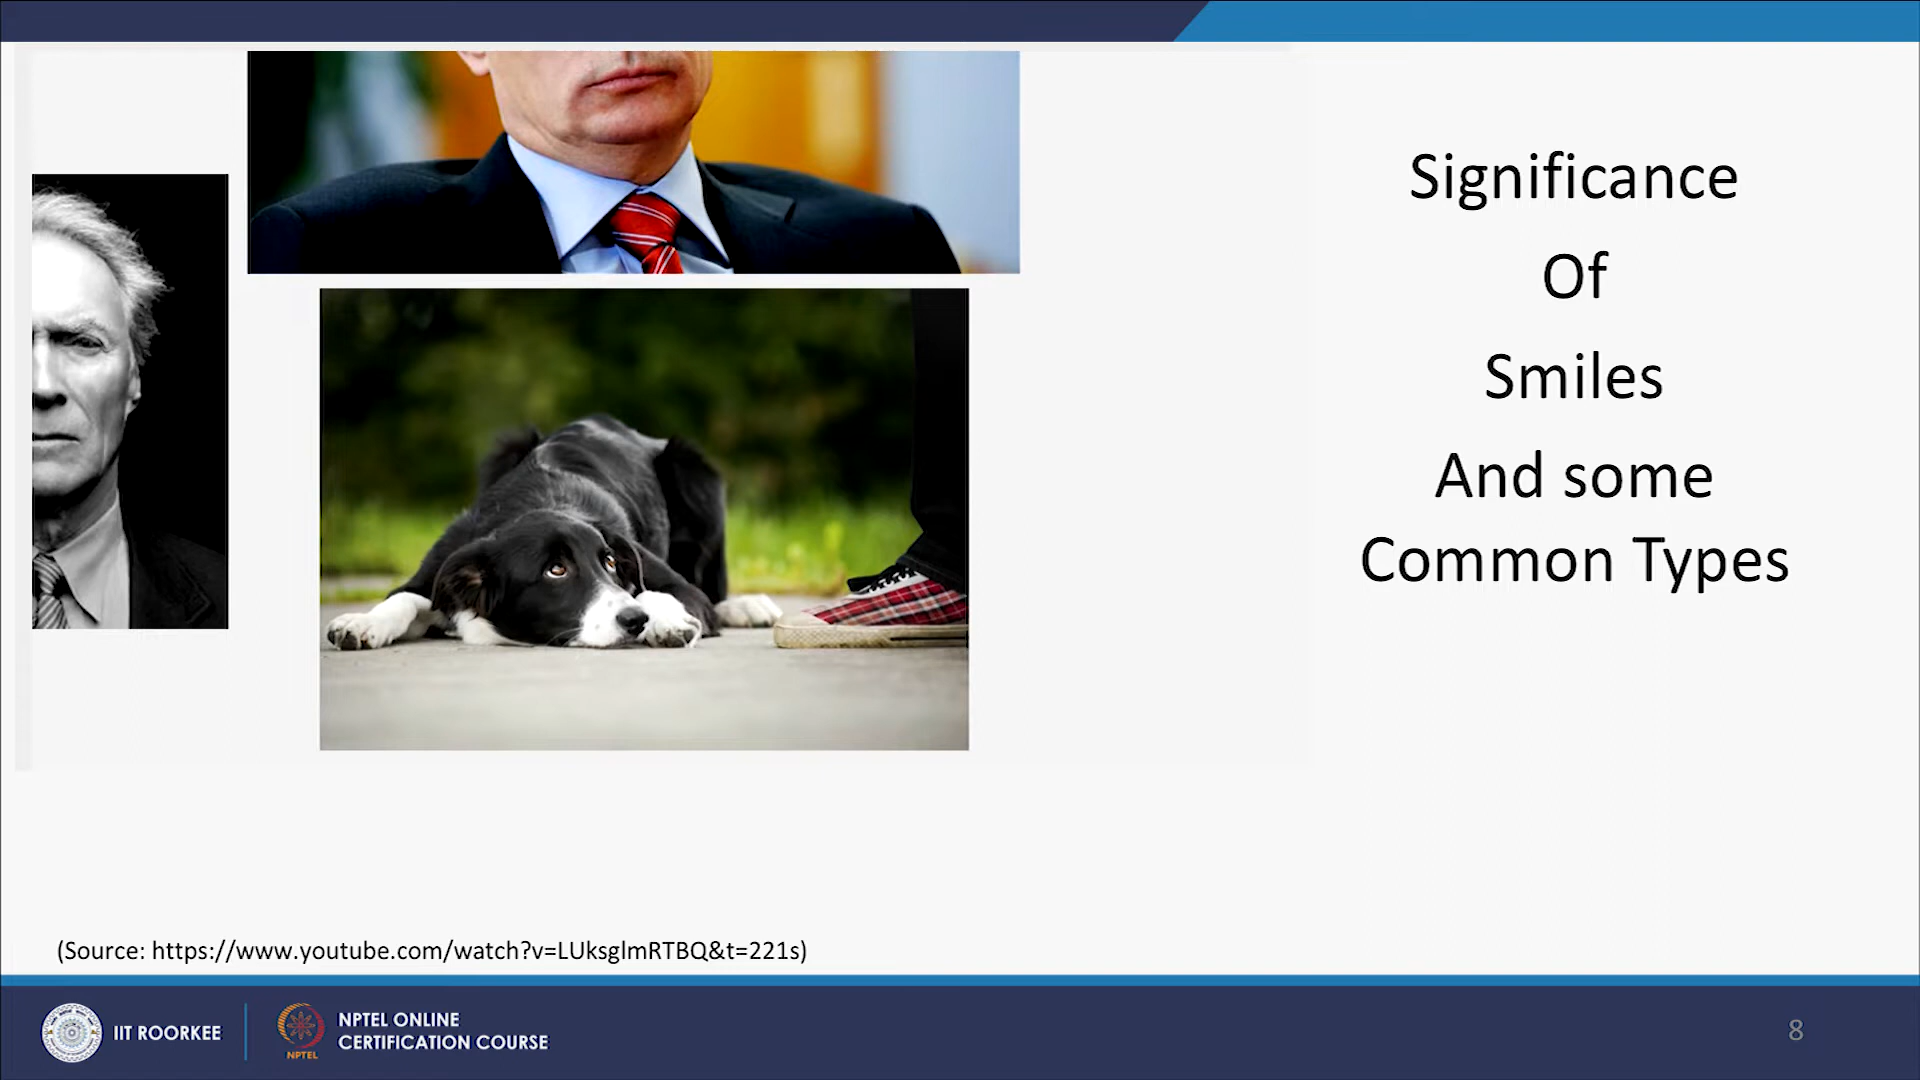 Significance
Of
Smiles
And some
Common Types
(Source: https://www.youtube.com/watch?v=LUksglmRTBQ&t=221s)
IIT ROORKEE
NPTEL
NPTEL ONLINE
CERTIFICATION COURSE
8